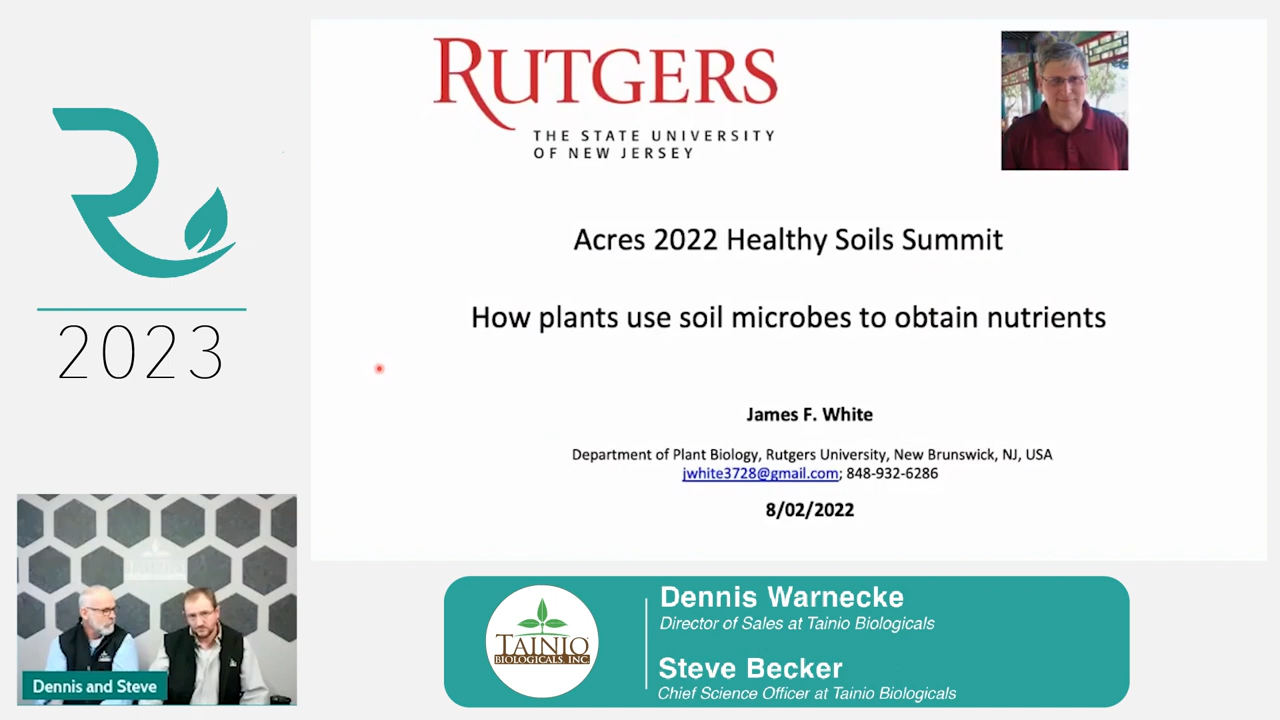 2023
RUTGERS
THE STATE UNIVERSITY
OF NEW JERSEY
Acres 2022 Healthy Soils Summit
How plants use soil microbes to obtain nutrients
James F. White
Department of Plant Biology, Rutgers University, New Brunswick, NJ, USA
jwhite3728@gmail.com; 848-932-6286
8/02/2022
Dennis and Steve
TAINIO
BIOLOGICALS, INC.
Dennis Warnecke
Director of Sales at Tainio Biologicals
Steve Becker
Chief Science Officer at Tainio Biologicals